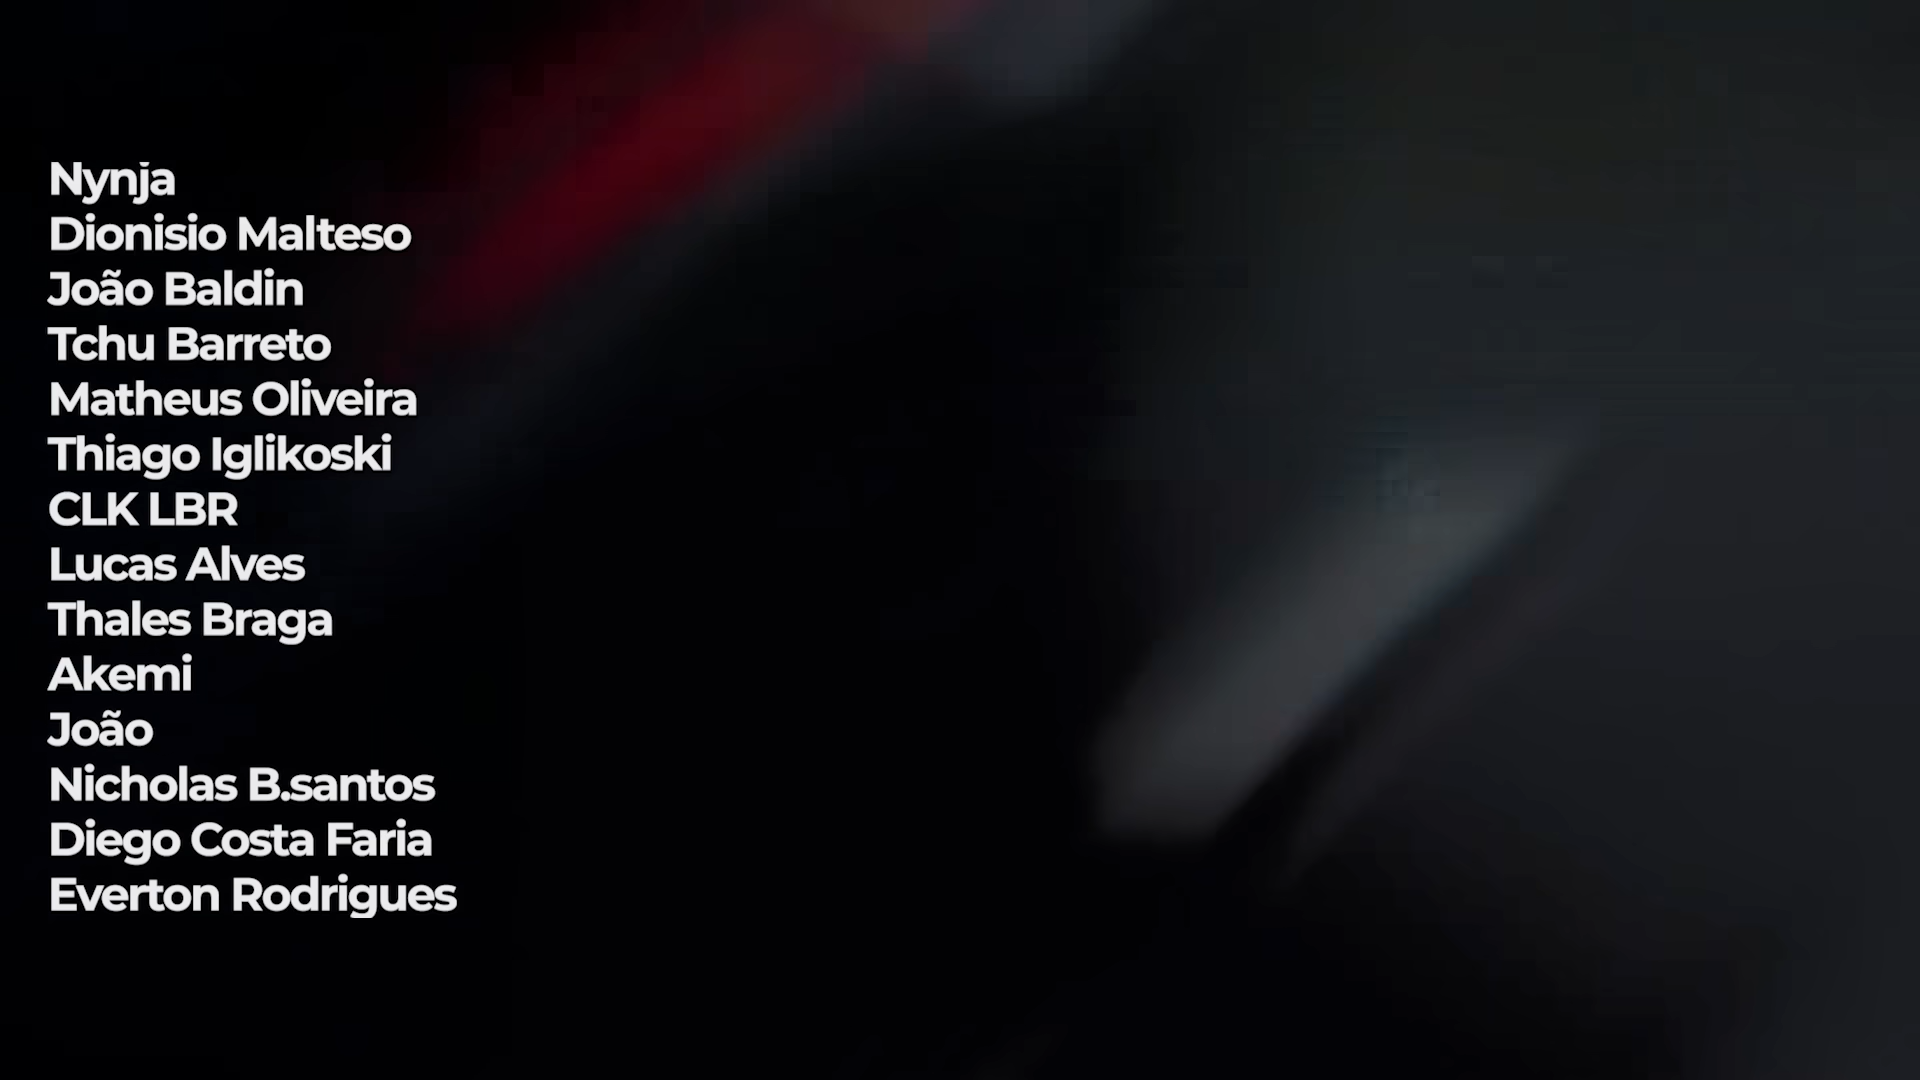 Nynja
Dionisio Malteso
João Baldin
Tchu Barreto
Matheus Oliveira
Thiago Iglikoski
CLK LBR
Lucas Alves
Thales Braga
Akemi
João
Nicholas B.santos
Diego Costa Faria
Everton Rodrigues